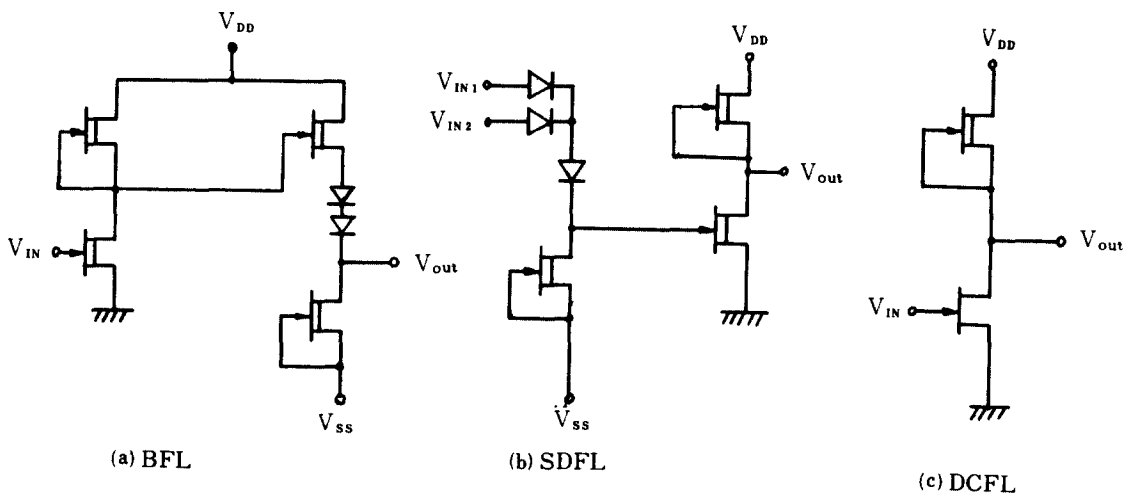 V_DD
V_IN
V_out
V_SS
(a) BFL
V_IN1
V_IN2
V_DD
V_out
V_SS
(b) SDFL
V_DD
V_IN
V_out
(c) DCFL